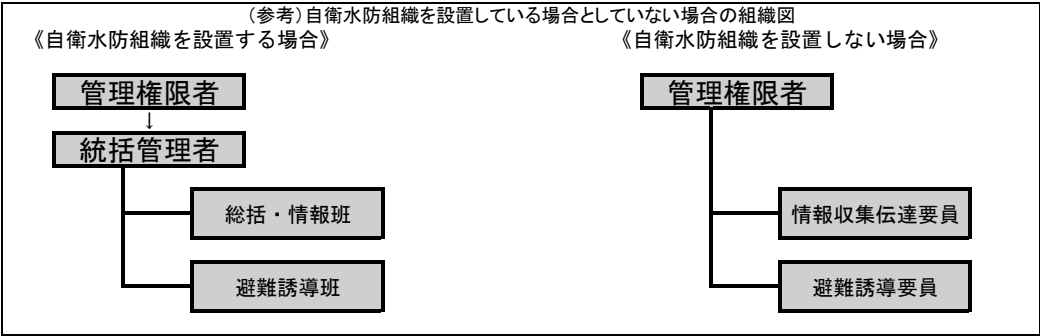 (参考)自衛水防組織を設置している場合としていない場合の組織図
《自衛水防組織を設置する場合》
管理権限者
↓
統括管理者
総括・情報班
避難誘導班
《自衛水防組織を設置しない場合》
管理権限者
情報収集伝達要員
避難誘導要員